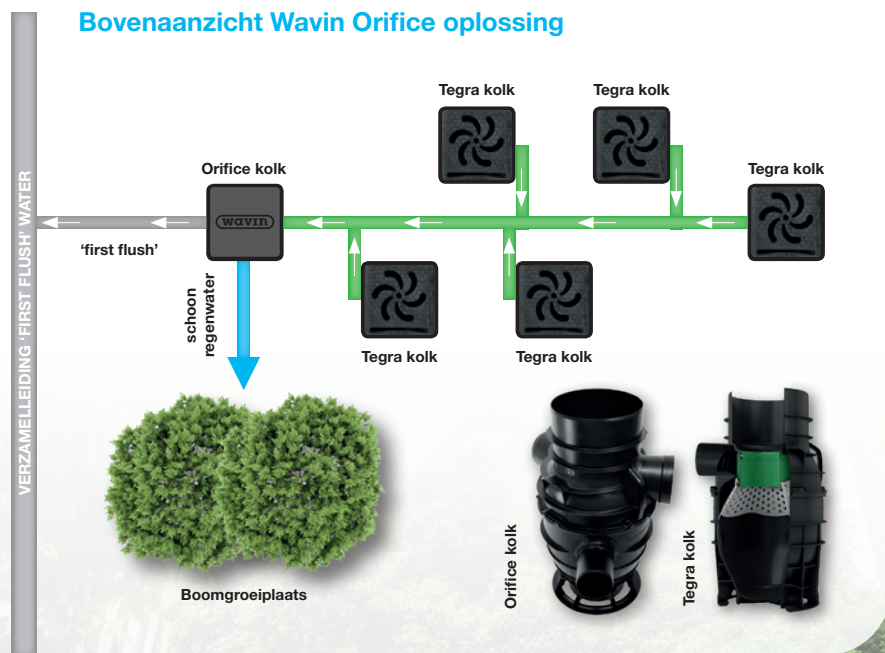 Bovenaanzicht Wavin Orifice oplossing
Tegra kolk
Tegra kolk
Orifice kolk
Tegra kolk
wavin
'first flush'
schoon
regenwater
Tegra kolk
Tegra kolk
VERZAMELLEIDING 'FIRST FLUSH' WATER
Boomgroeiplaats
Orifice kolk
Tegra kolk